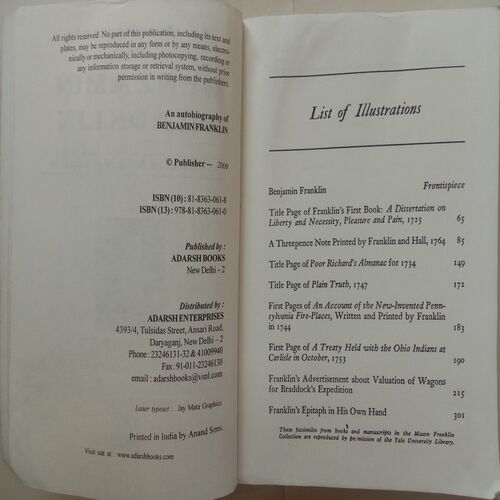 All rights reserved. No part of this publication, including its text and
plates, may be reproduced in any form or by any means, electro-
nically or mechanically, including photocopying, recording or
any information storage or retrieval system, without prior
permission in writing from the publishers.
An autobiography of
BENJAMIN FRANKLIN
© Publisher — 2009
ISBN (10) : 81-8363-061-8
ISBN (13) : 978-81-8363-061-0
Published by :
ADARSH BOOKS
New Delhi – 2
Distributed by :
ADARSH ENTERPRISES
4393/4, Tulsidas Street, Ansari Road,
Daryaganj, New Delhi – 2
Phone : 23246131-32 & 41009940
Fax : 91-011-23246130
email : adarshbooks@vsnl.com
Laser typeset : Jay Mata Graphics
Printed in India by Anand Sons.
Visit us at : www.adarshbooks.com
List of Illustrations
Benjamin Franklin Frontispiece
Title Page of Franklin's First Book: A Dissertation on
Liberty and Necessity, Pleasure and Pain, 1725 65
A Threepence Note Printed by Franklin and Hall, 1764 85
Title Page of Poor Richard's Almanac for 1734 149
Title Page of Plain Truth, 1747 172
First Pages of An Account of the New-Invented Penn-
sylvania Fire-Places, Written and Printed by Franklin
in 1744 183
First Page of A Treaty Held with the Ohio Indians at
Carlisle in October, 1753 190
Franklin's Advertisement about Valuation of Wagons
for Braddock's Expedition 215
Franklin's Epitaph in His Own Hand 301
These facsimiles from books and manuscripts in the Mason Franklin
Collection are reproduced by permission of the Yale University Library.